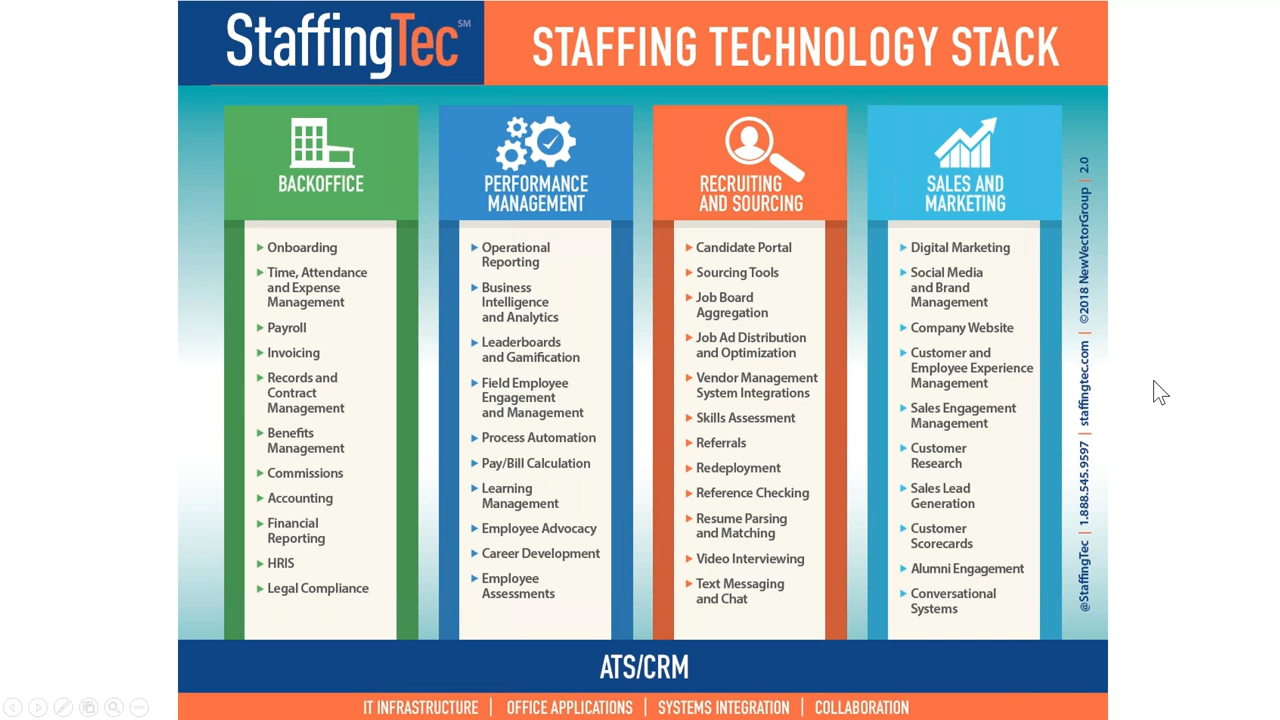 StaffingTec SM
STAFFING TECHNOLOGY STACK
BACKOFFICE
Onboarding
Time, Attendance
and Expense
Management
Payroll
Invoicing
Records and
Contract
Management
Benefits
Management
Commissions
Accounting
Financial
Reporting
HRIS
Legal Compliance
PERFORMANCE
MANAGEMENT
Operational
Reporting
Business
Intelligence
and Analytics
Leaderboards
and Gamification
Field Employee
Engagement
and Management
Process Automation
Pay/Bill Calculation
Learning
Management
Employee Advocacy
Career Development
Employee
Assessments
RECRUITING
AND SOURCING
Candidate Portal
Sourcing Tools
Job Board
Aggregation
Job Ad Distribution
and Optimization
Vendor Management
System Integrations
Skills Assessment
Referrals
Redeployment
Reference Checking
Resume Parsing
and Matching
Video Interviewing
Text Messaging
and Chat
SALES AND
MARKETING
Digital Marketing
Social Media
and Brand
Management
Company Website
Customer and
Employee Experience
Management
Sales Engagement
Management
Customer
Research
Sales Lead
Generation
Customer
Scorecards
Alumni Engagement
Conversational
Systems
@StaffingTec | 1.888.545.9597 | staffingtec.com | ©2018 NewVectorGroup | 2.0
ATS/CRM
IT INFRASTRUCTURE | OFFICE APPLICATIONS | SYSTEMS INTEGRATION | COLLABORATION